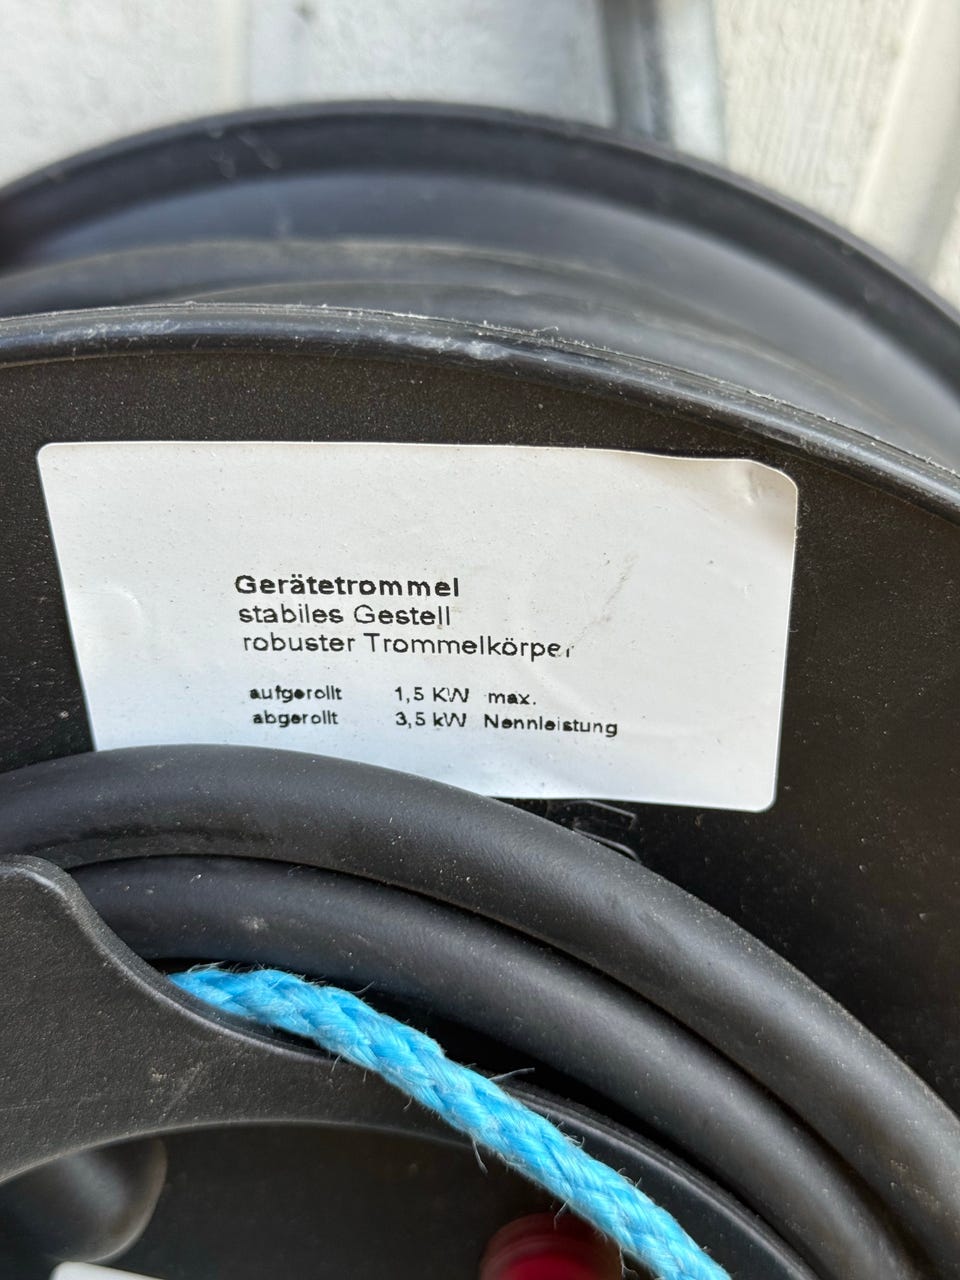 Gerätetrommel
stabiles Gestell
robuster Trommelkörper
aufgerollt 1,5 KW max.
abgerollt 3,5 kW Nennleistung